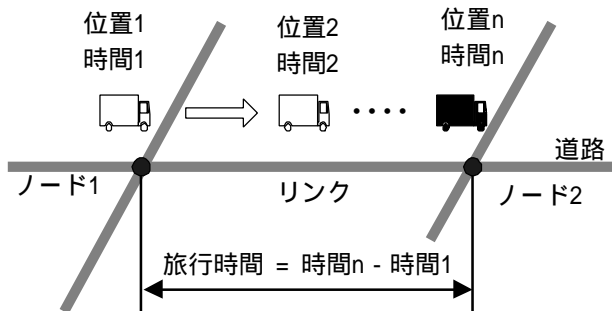 位置1
時間1
位置2
時間2
位置n
時間n
････
道路
ノード1
リンク
ノード2
旅行時間 = 時間n - 時間1